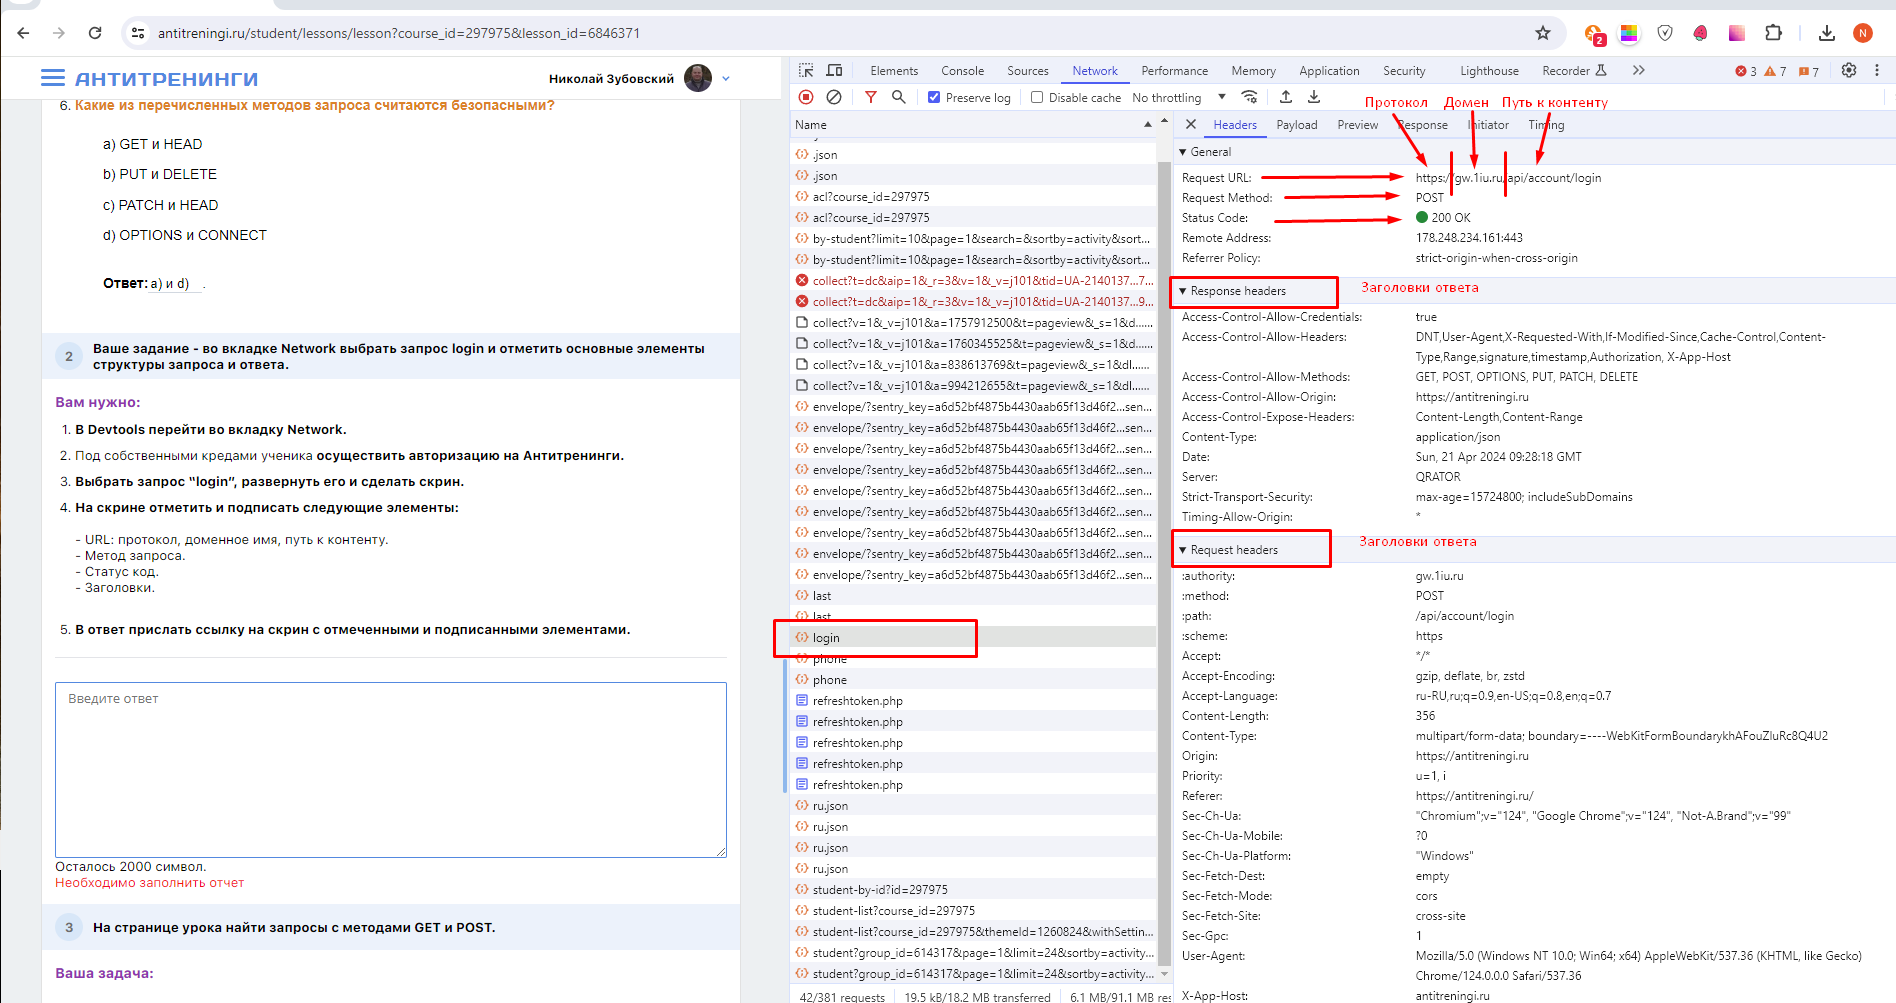 antitreningi.ru/student/lessons/lesson?course_id=297975&lesson_id=6846371
2
N
АНТИТРЕНИНГИ
Николай Зубовский
6. Какие из перечисленных методов запроса считаются безопасными?
a) GET и HEAD
b) PUT и DELETE
c) PATCH и HEAD
d) OPTIONS и CONNECT
Ответ: a) и d) .
2
Ваше задание - во вкладке Network выбрать запрос login и отметить основные элементы
структуры запроса и ответа.
Вам нужно:
1. В Devtools перейти во вкладку Network.
2. Под собственными кредами ученика осуществить авторизацию на Антитренинги.
3. Выбрать запрос “login”, развернуть его и сделать скрин.
4. На скрине отметить и подписать следующие элементы:
- URL: протокол, доменное имя, путь к контенту.
- Метод запроса.
- Статус код.
- Заголовки.
5. В ответ прислать ссылку на скрин с отмеченными и подписанными элементами.
Введите ответ
Осталось 2000 символ.
Необходимо заполнить отчет
3
На странице урока найти запросы с методами GET и POST.
Ваша задача:
Elements Console Sources Network Performance Memory Application Security Lighthouse Recorder 3 7 7
Preserve log Disable cache No throttling
Name
.json
.json
acl?course_id=297975
acl?course_id=297975
by-student?limit=10&page=1&search=&sortby=activity&sort...
by-student?limit=10&page=1&search=&sortby=activity&sort...
collect?t=dc&aip=1&_r=3&v=1&_v=j101&tid=UA-2140137...7...
collect?t=dc&aip=1&_r=3&v=1&_v=j101&tid=UA-2140137...9...
collect?v=1&_v=j101&a=1757912500&t=pageview&_s=1&d......
collect?v=1&_v=j101&a=1760345525&t=pageview&_s=1&d......
collect?v=1&_v=j101&a=838613769&t=pageview&_s=1&dl......
collect?v=1&_v=j101&a=994212655&t=pageview&_s=1&dl......
envelope/?sentry_key=a6d52bf4875b4430aab65f13d46f2...sen...
envelope/?sentry_key=a6d52bf4875b4430aab65f13d46f2...sen...
envelope/?sentry_key=a6d52bf4875b4430aab65f13d46f2...sen...
envelope/?sentry_key=a6d52bf4875b4430aab65f13d46f2...sen...
envelope/?sentry_key=a6d52bf4875b4430aab65f13d46f2...sen...
envelope/?sentry_key=a6d52bf4875b4430aab65f13d46f2...sen...
envelope/?sentry_key=a6d52bf4875b4430aab65f13d46f2...sen...
envelope/?sentry_key=a6d52bf4875b4430aab65f13d46f2...sen...
envelope/?sentry_key=a6d52bf4875b4430aab65f13d46f2...sen...
last
last
login
phone
phone
refreshtoken.php
refreshtoken.php
refreshtoken.php
refreshtoken.php
refreshtoken.php
ru.json
ru.json
ru.json
ru.json
student-by-id?id=297975
student-list?course_id=297975
student-list?course_id=297975&themeId=1260824&withSettin...
student?group_id=614317&page=1&limit=24&sortby=activity...
student?group_id=614317&page=1&limit=24&sortby=activity...
42/381 requests 19.5 kB/18.2 MB transferred 6.1 MB/91.1 MB res
Протокол Домен Путь к контенту
Headers Payload Preview Response Initiator Timing
General
Request URL: https://gw.1iu.ru/api/account/login
Request Method: POST
Status Code: 200 OK
Remote Address: 178.248.234.161:443
Referrer Policy: strict-origin-when-cross-origin
Response headers Заголовки ответа
Access-Control-Allow-Credentials: true
Access-Control-Allow-Headers: DNT,User-Agent,X-Requested-With,If-Modified-Since,Cache-Control,Content-
Type,Range,signature,timestamp,Authorization, X-App-Host
Access-Control-Allow-Methods: GET, POST, OPTIONS, PUT, PATCH, DELETE
Access-Control-Allow-Origin: https://antitreningi.ru
Access-Control-Expose-Headers: Content-Length,Content-Range
Content-Type: application/json
Date: Sun, 21 Apr 2024 09:28:18 GMT
Server: QRATOR
Strict-Transport-Security: max-age=15724800; includeSubDomains
Timing-Allow-Origin: *
Request headers Заголовки ответа
:authority: gw.1iu.ru
:method: POST
:path: /api/account/login
:scheme: https
Accept: */*
Accept-Encoding: gzip, deflate, br, zstd
Accept-Language: ru-RU,ru;q=0.9,en-US;q=0.8,en;q=0.7
Content-Length: 356
Content-Type: multipart/form-data; boundary=----WebKitFormBoundarykhAFouZluRc8Q4U2
Origin: https://antitreningi.ru
Priority: u=1, i
Referer: https://antitreningi.ru/
Sec-Ch-Ua: "Chromium";v="124", "Google Chrome";v="124", "Not-A.Brand";v="99"
Sec-Ch-Ua-Mobile: ?0
Sec-Ch-Ua-Platform: "Windows"
Sec-Fetch-Dest: empty
Sec-Fetch-Mode: cors
Sec-Fetch-Site: cross-site
Sec-Gpc: 1
User-Agent: Mozilla/5.0 (Windows NT 10.0; Win64; x64) AppleWebKit/537.36 (KHTML, like Gecko)
Chrome/124.0.0.0 Safari/537.36
X-App-Host: antitreningi.ru